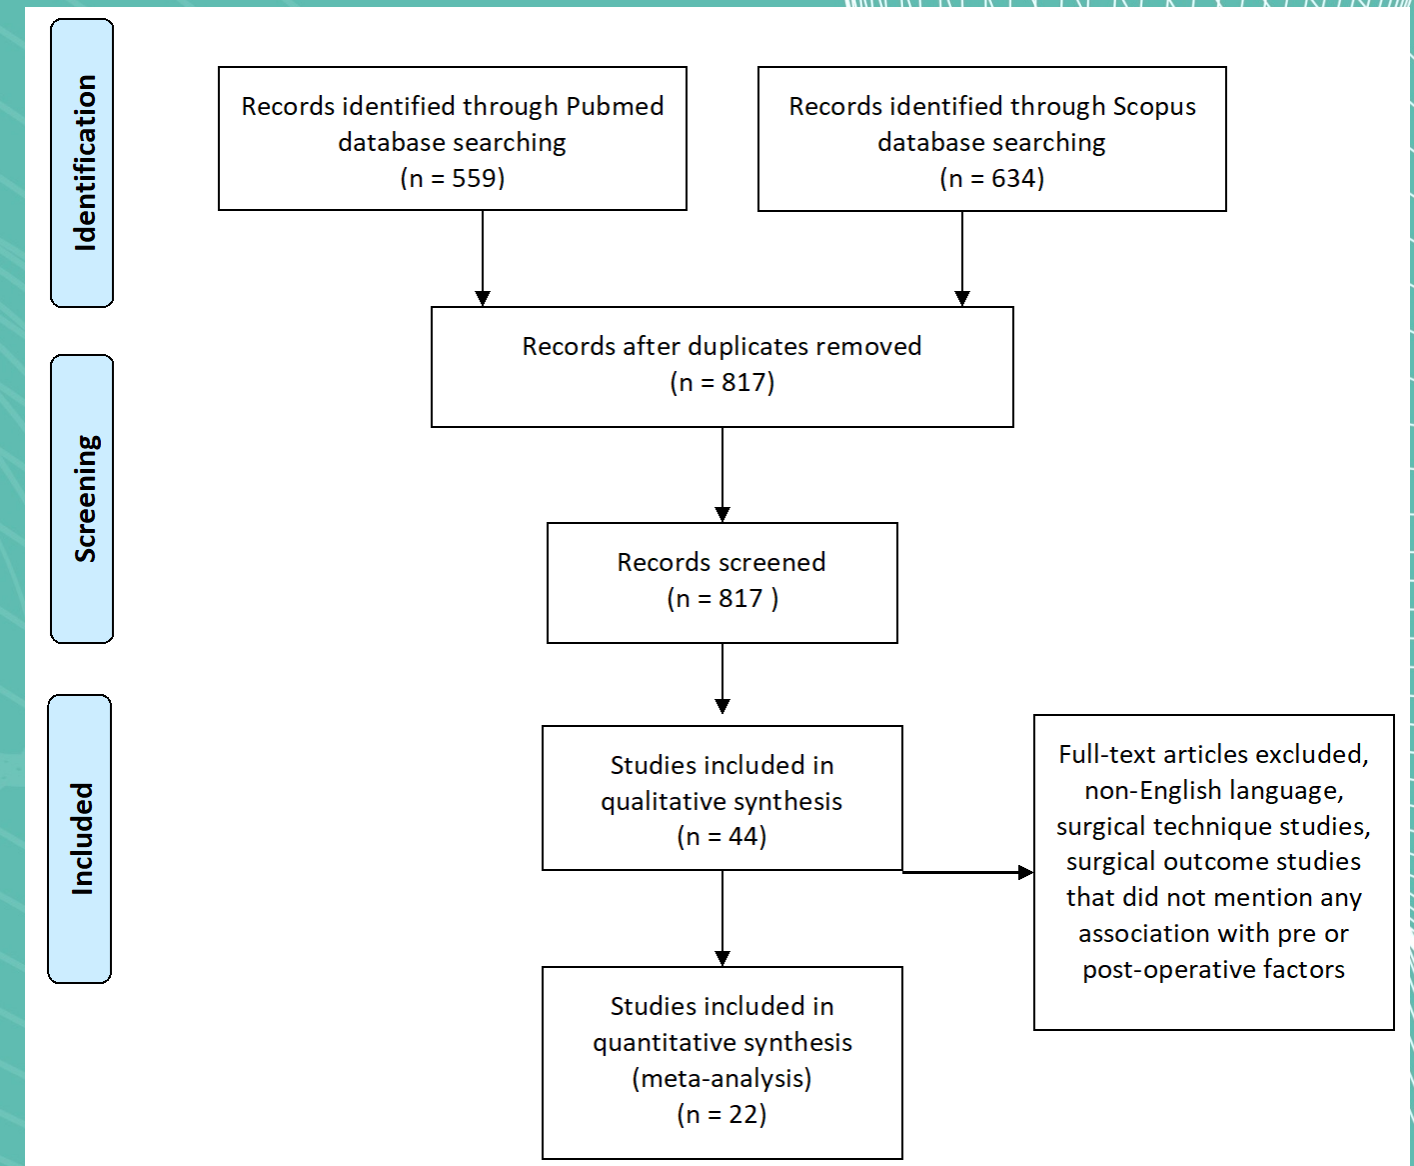 Identification
Records identified through Pubmed
database searching
(n = 559)
Records identified through Scopus
database searching
(n = 634)
Records after duplicates removed
(n = 817)
Screening
Records screened
(n = 817 )
Included
Studies included in
qualitative synthesis
(n = 44)
Full-text articles excluded,
non-English language,
surgical technique studies,
surgical outcome studies
that did not mention any
association with pre or
post-operative factors
Studies included in
quantitative synthesis
(meta-analysis)
(n = 22)